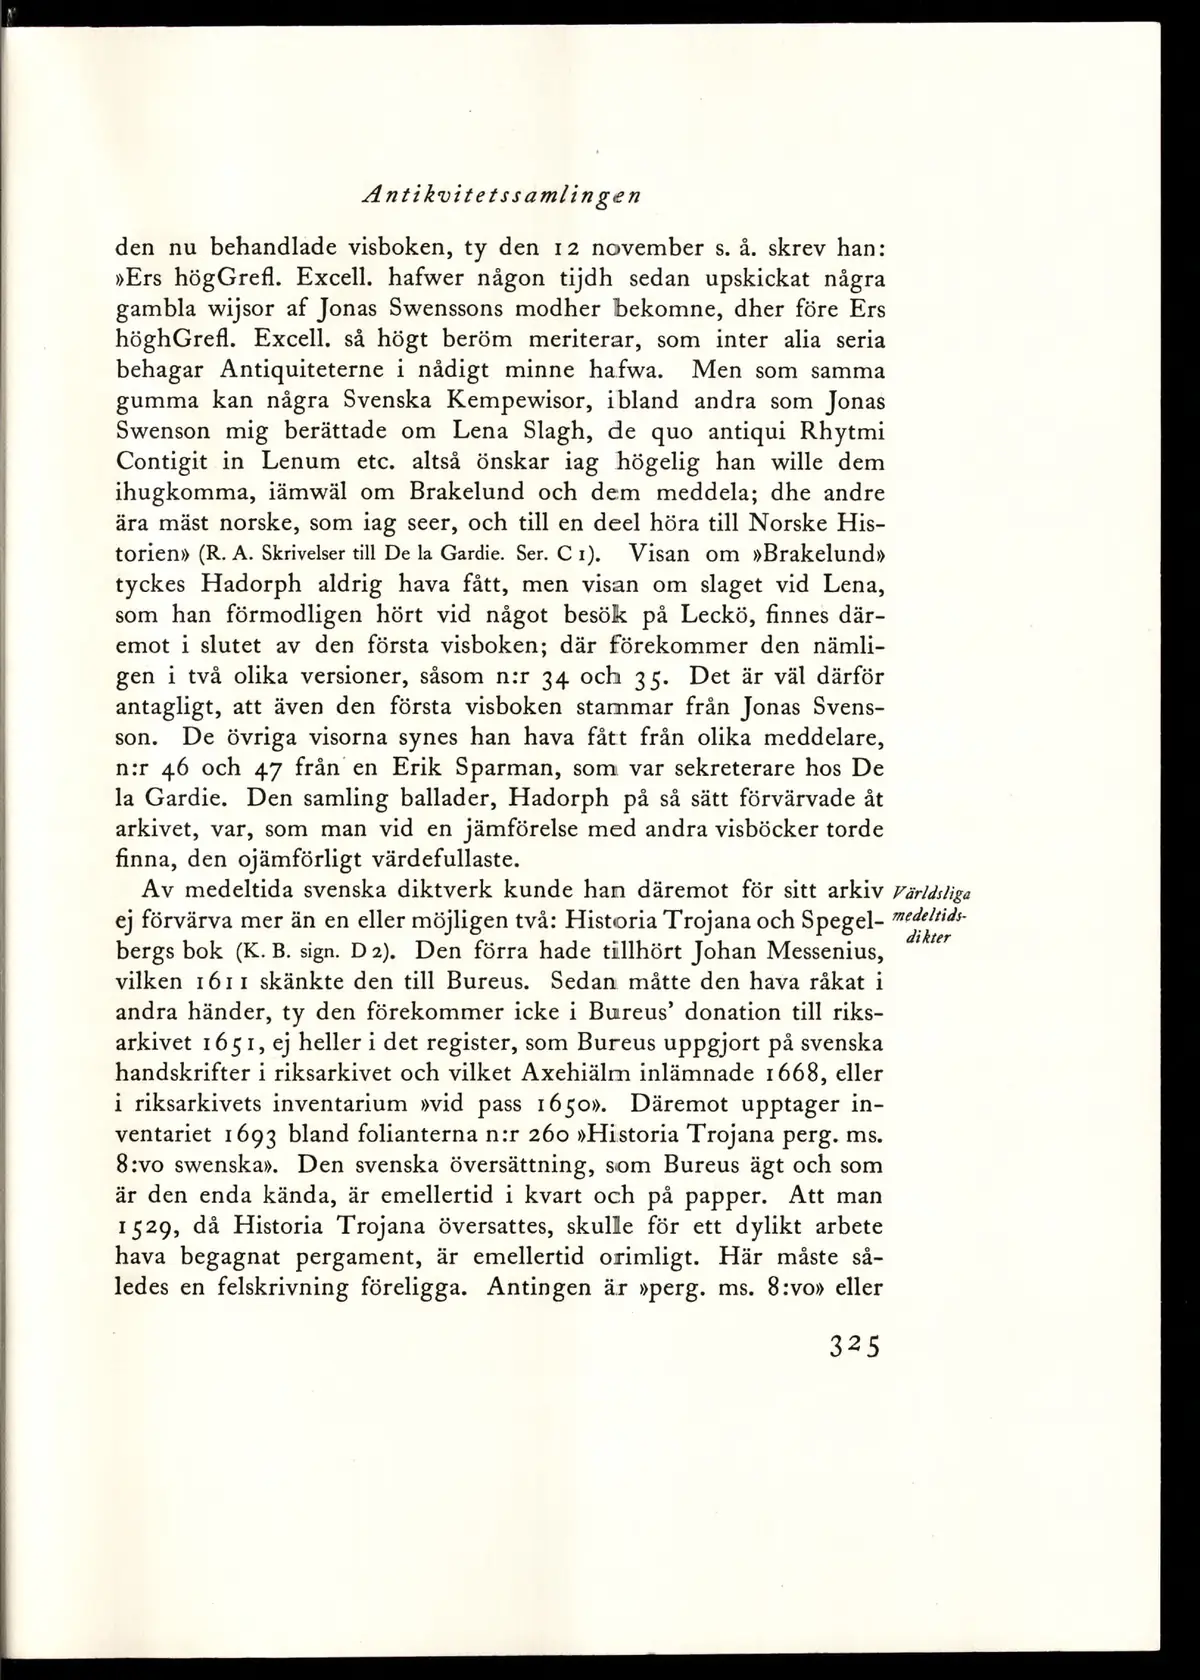 Antikvitetssamlingen
den nu behandlade visboken, ty den 12 november s. å. skrev han:
»Ers högGrefl. Excell. hafwer någon tijdh sedan upskickat några
gambla wijsor af Jonas Swenssons modher bekomne, dher före Ers
höghGrefl. Excell. så högt beröm meriterar, som inter alia seria
behagar Antiquiteterne i nådigt minne hafwa. Men som samma
gumma kan några Svenska Kempewisor, ibland andra som Jonas
Swenson mig berättade om Lena Slagh, de quo antiqui Rhytmi
Contigit in Lenum etc. altså önskar iag högelig han wille dem
ihugkomma, iämwäl om Brakelund och dem meddela; dhe andre
ära mäst norske, som iag seer, och till en deel höra till Norske His-
torien» (R. A. Skrivelser till De la Gardie. Ser. C 1). Visan om »Brakelund»
tyckes Hadorph aldrig hava fått, men visan om slaget vid Lena,
som han förmodligen hört vid något besök på Leckö, finnes där-
emot i slutet av den första visboken; där förekommer den nämli-
gen i två olika versioner, såsom n:r 34 och 35. Det är väl därför
antagligt, att även den första visboken stammar från Jonas Svens-
son. De övriga visorna synes han hava fått från olika meddelare,
n:r 46 och 47 från en Erik Sparman, som var sekreterare hos De
la Gardie. Den samling ballader, Hadorph på så sätt förvärvade åt
arkivet, var, som man vid en jämförelse med andra visböcker torde
finna, den ojämförligt värdefullaste.
Av medeltida svenska diktverk kunde han däremot för sitt arkiv
ej förvärva mer än en eller möjligen två: Historia Trojana och Spegel-
bergs bok (K. B. sign. D 2). Den förra hade tillhört Johan Messenius,
vilken 1611 skänkte den till Bureus. Sedan måtte den hava råkat i
andra händer, ty den förekommer icke i Bureus' donation till riks-
arkivet 1651, ej heller i det register, som Bureus uppgjort på svenska
handskrifter i riksarkivet och vilket Axehiälm inlämnade 1668, eller
i riksarkivets inventarium »vid pass 1650». Däremot upptager in-
ventariet 1693 bland folianterna n:r 260 »Historia Trojana perg. ms.
8:vo swenska». Den svenska översättning, som Bureus ägt och som
är den enda kända, är emellertid i kvart och på papper. Att man
1529, då Historia Trojana översattes, skulle för ett dylikt arbete
hava begagnat pergament, är emellertid orimligt. Här måste så-
ledes en felskrivning föreligga. Antingen är »perg. ms. 8:vo» eller
Världsliga
medeltids-
dikter
325